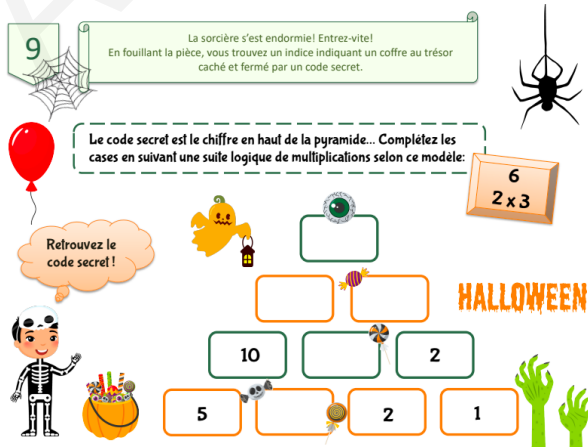 9
La sorcière s'est endormie! Entrez-vite!
En fouillant la pièce, vous trouvez un indice indiquant un coffre au trésor
caché et fermé par un code secret.
Le code secret est le chiffre en haut de la pyramide... Complétez les
cases en suivant une suite logique de multiplications selon ce modèle:
6
2 x 3
Retrouvez le
code secret !
HALLOWEEN
10 2
5 2 1